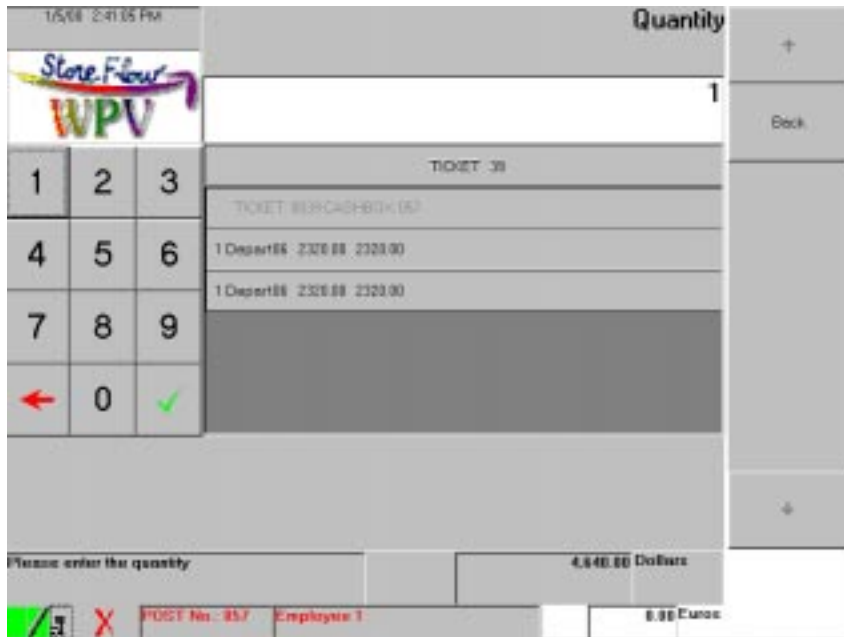 1/5/00 2:41:05 PM
Quantity
Store Flow
WPV
1
Back
TICKET 39
1 2 3
1 Depart06 2320.00 2320.00
4 5 6
1 Depart06 2320.00 2320.00
7 8 9
0
Please enter the quantity
4,640.00 Dollars
POST No.: 057 Employee 1
0.00 Euros